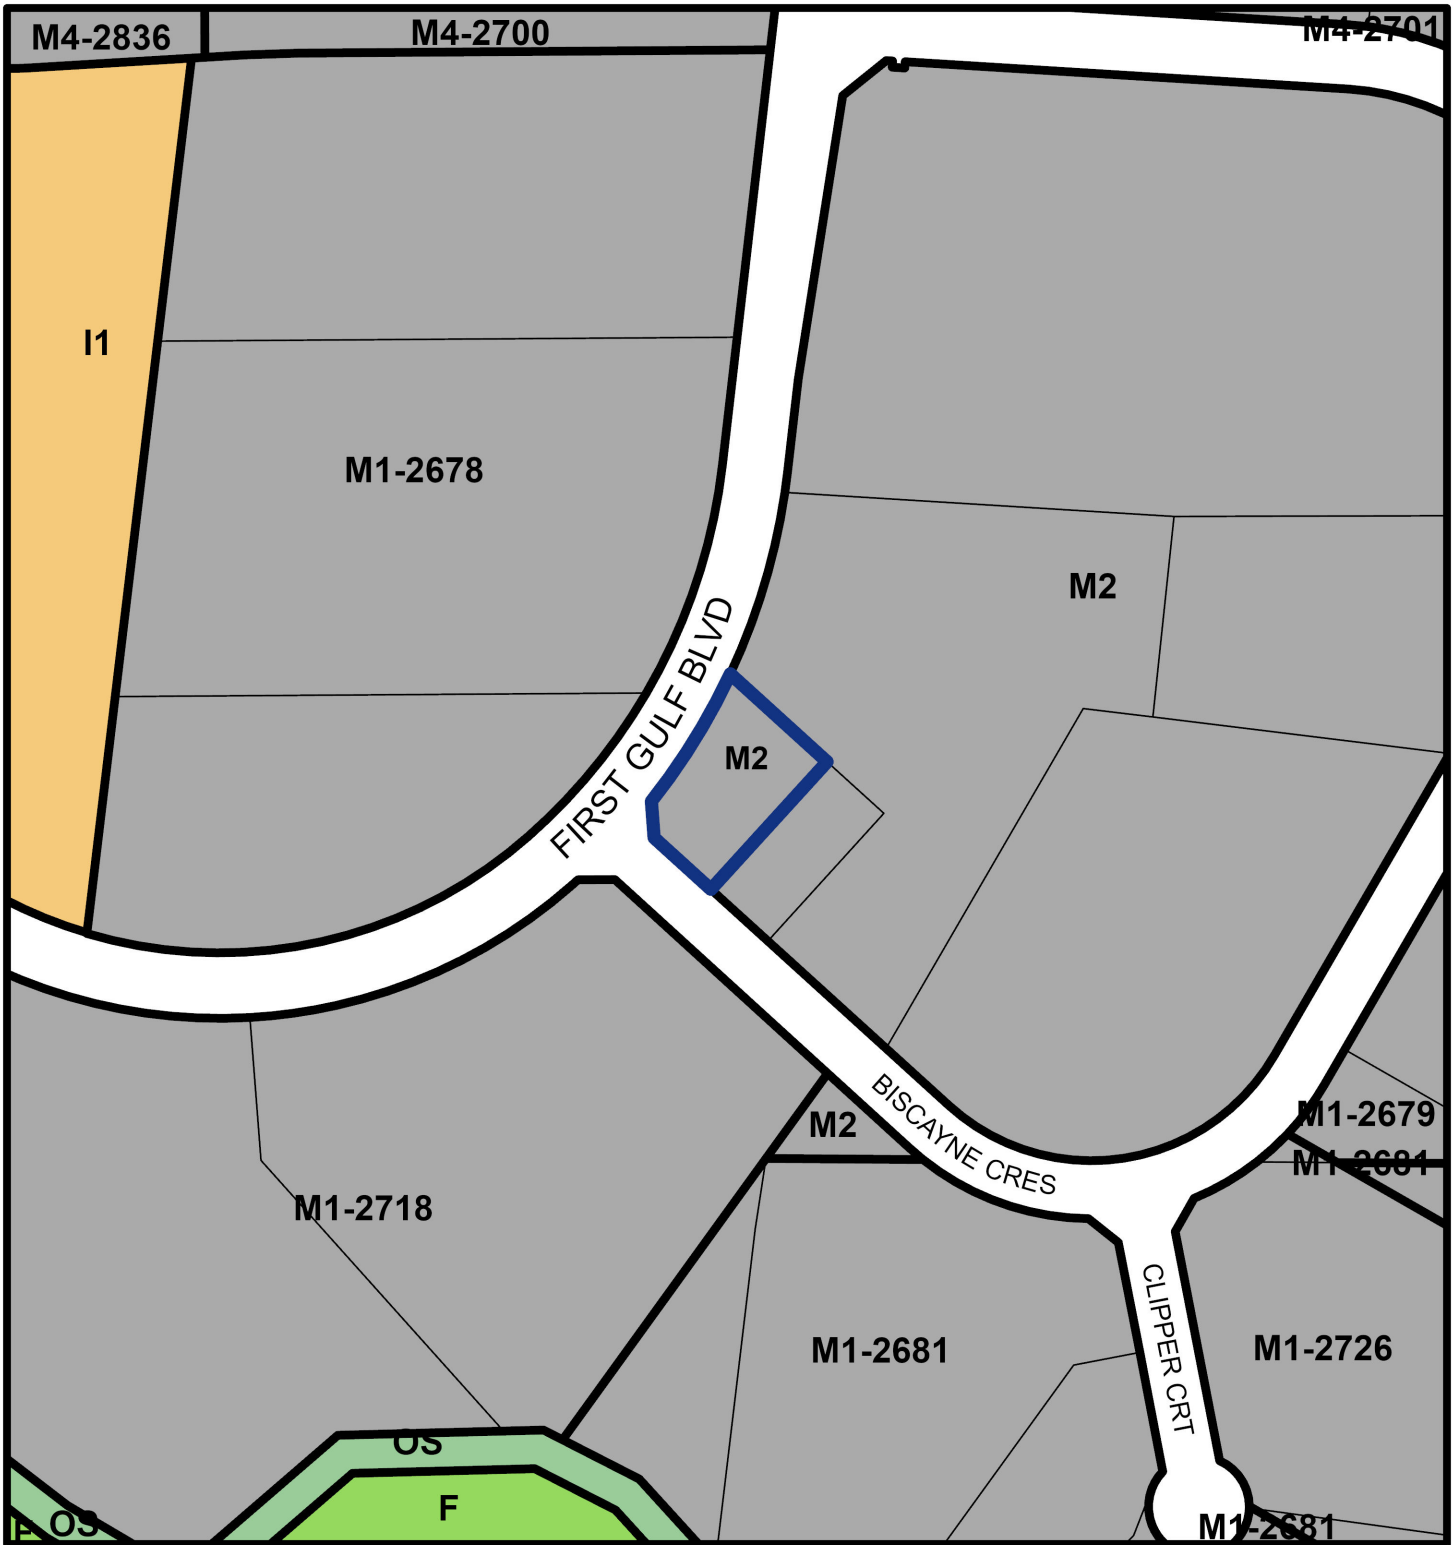 M4-2836
M4-2700
M4-2701
I1
M1-2678
M2
FIRST GULF BLVD
M2
BISCAYNE CRES
M2
M1-2679
M1-2681
M1-2718
CLIPPER CRT
M1-2681
M1-2726
OS
F
F
OS
M1-2681